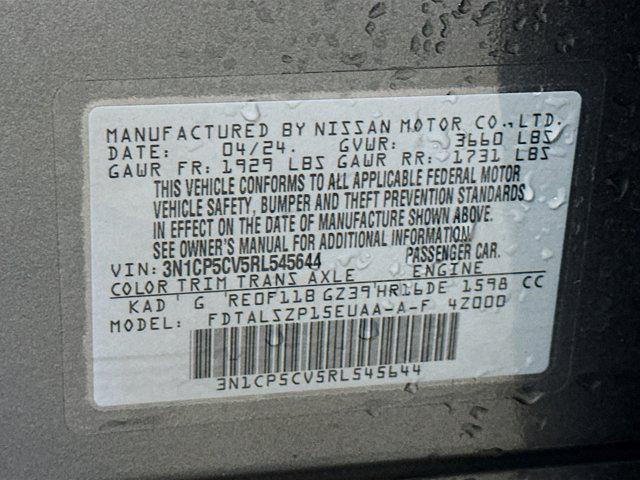 MANUFACTURED BY NISSAN MOTOR CO., LTD.
DATE: 04/24. GVWR: 3660 LBS
GAWR FR: 1929 LBS GAWR RR: 1731 LBS
THIS VEHICLE CONFORMS TO ALL APPLICABLE FEDERAL MOTOR
VEHICLE SAFETY, BUMPER AND THEFT PREVENTION STANDARDS
IN EFFECT ON THE DATE OF MANUFACTURE SHOWN ABOVE.
SEE OWNER'S MANUAL FOR ADDITIONAL INFORMATION.
VIN: 3N1CP5CV5RL545644 PASSENGER CAR.
COLOR TRIM TRANS AXLE ENGINE
KAD G RE0F11B GZ39 HR16DE 1598 CC
MODEL: FDTALSZP15EUAA-A-F 42000
3N1CP5CV5RL545644